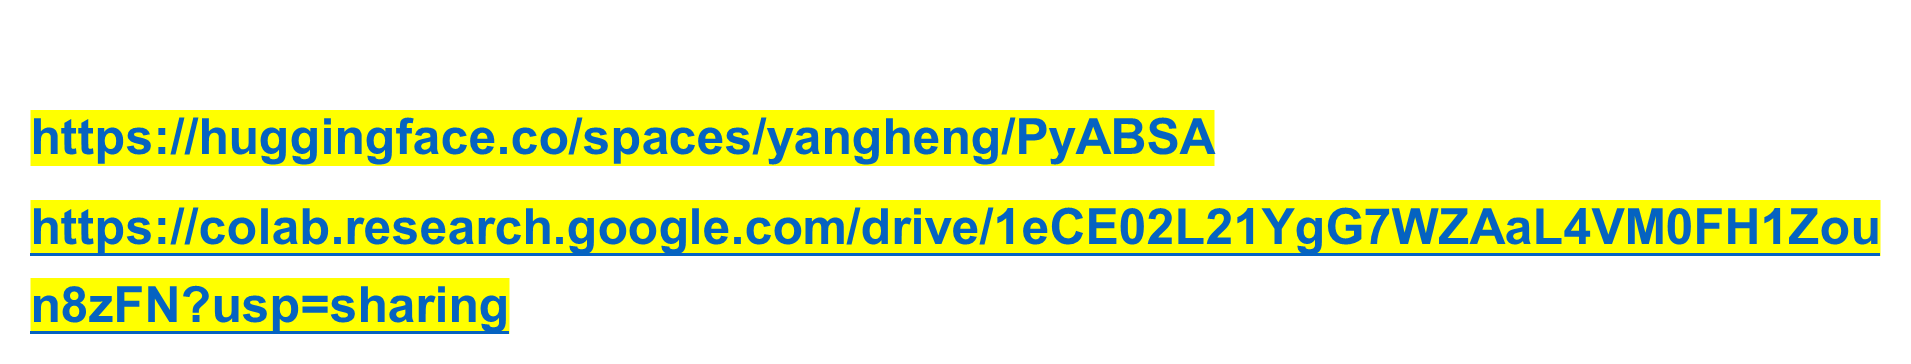 https://huggingface.co/spaces/yangheng/PyABSA
https://colab.research.google.com/drive/1eCE02L21YgG7WZAaL4VM0FH1Zou
n8zFN?usp=sharing